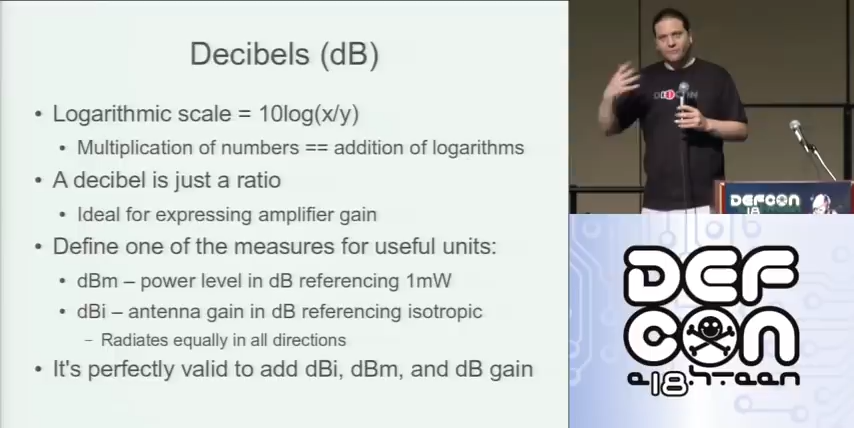 Decibels (dB)
• Logarithmic scale = 10log(x/y)
• Multiplication of numbers == addition of logarithms
• A decibel is just a ratio
• Ideal for expressing amplifier gain
• Define one of the measures for useful units:
• dBm – power level in dB referencing 1mW
• dBi – antenna gain in dB referencing isotropic
– Radiates equally in all directions
• It's perfectly valid to add dBi, dBm, and dB gain
DEFCON
18
DEF
CON
e18hteen